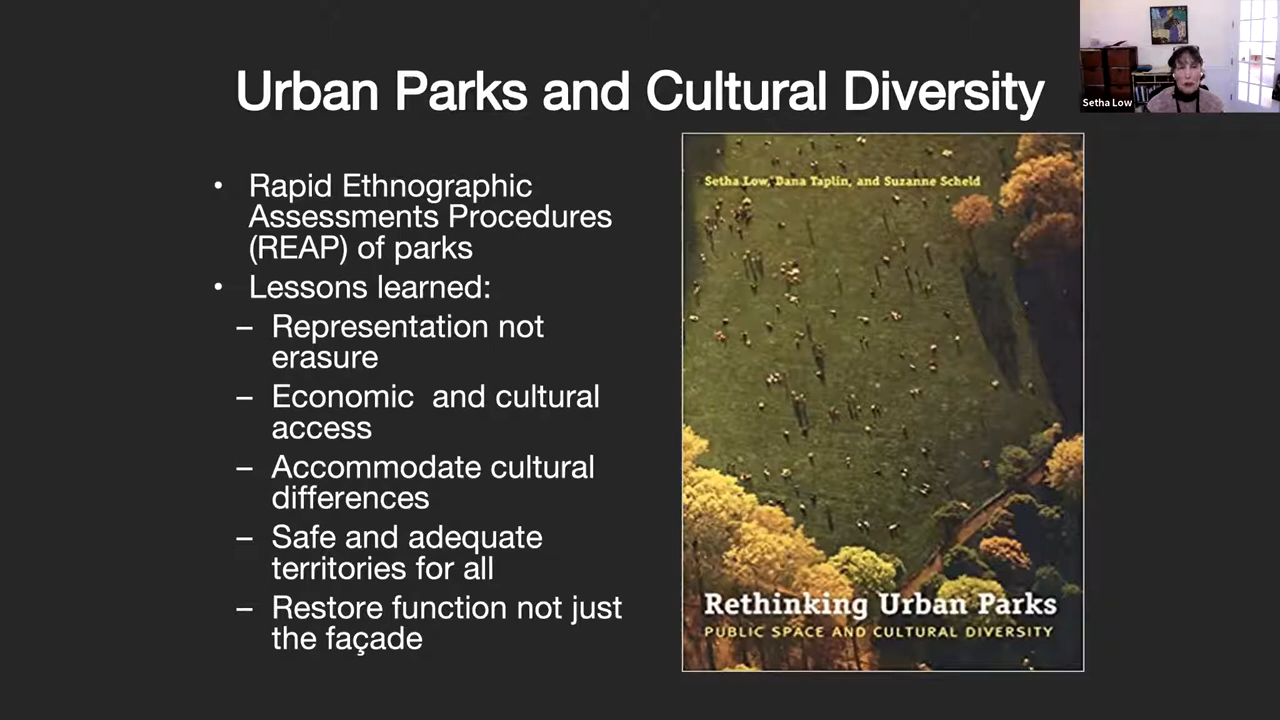 Urban Parks and Cultural Diversity
Setha Low
• Rapid Ethnographic
Assessments Procedures
(REAP) of parks
• Lessons learned:
– Representation not
erasure
– Economic and cultural
access
– Accommodate cultural
differences
– Safe and adequate
territories for all
– Restore function not just
the façade
Setha Low, Dana Taplin, and Suzanne Scheld
Rethinking Urban Parks
PUBLIC SPACE AND CULTURAL DIVERSITY